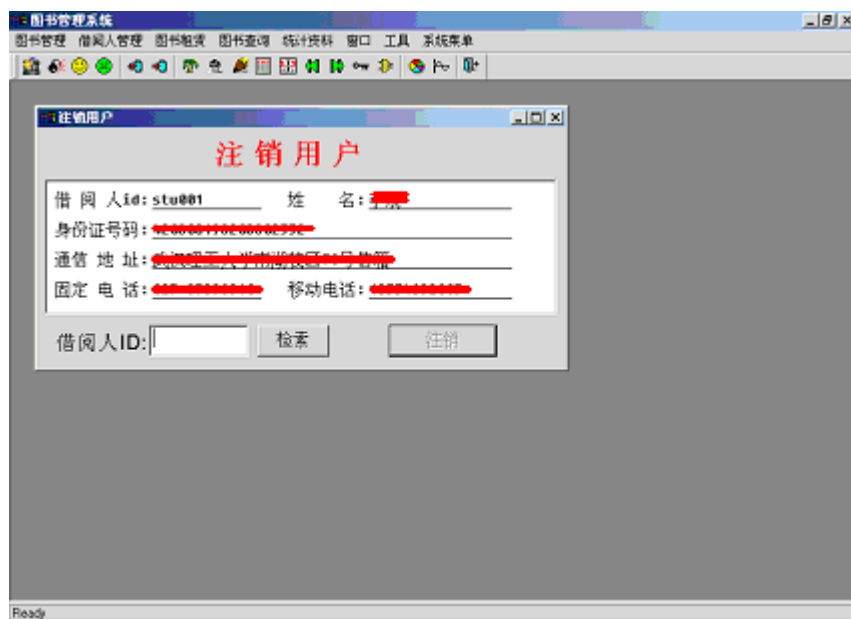 图书管理系统
图书管理 借阅人管理 图书租赁 图书查询 统计资料 窗口 工具 系统菜单
注销用户
注销用户
借阅人id:stu001 姓名:
身份证号码:
通信地址:
固定电话: 移动电话:
借阅人ID: 检索 注销
Ready